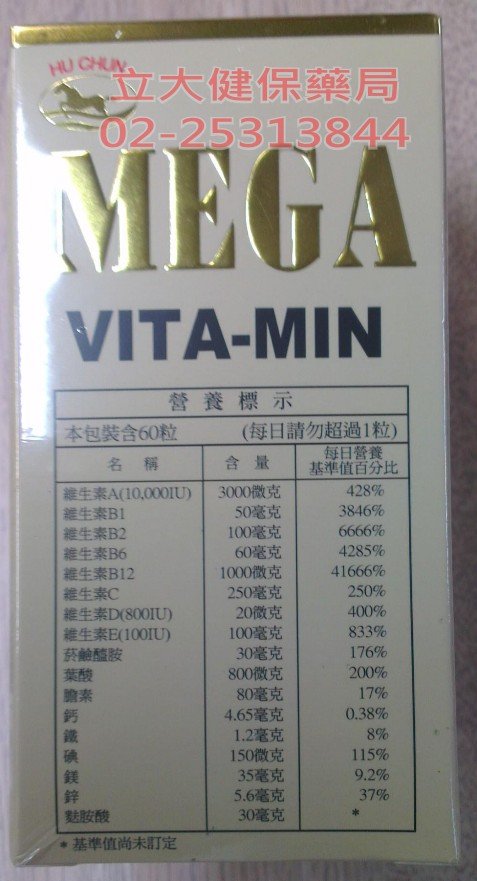 HU CHUN
立大健保藥局
02-25313844
MEGA
VITA-MIN
營養標示
本包裝含60粒 (每日請勿超過1粒)
名稱 含量 每日營養基準值百分比
維生素A(10,000IU) 3000微克 428%
維生素B1 50毫克 3846%
維生素B2 100毫克 6666%
維生素B6 60毫克 4285%
維生素B12 1000微克 41666%
維生素C 250毫克 250%
維生素D(800IU) 20微克 400%
維生素E(100IU) 100毫克 833%
菸鹼醯胺 30毫克 176%
葉酸 800微克 200%
膽素 80毫克 17%
鈣 4.65毫克 0.38%
鐵 1.2毫克 8%
碘 150微克 115%
鎂 35毫克 9.2%
鋅 5.6毫克 37%
麩胺酸 30毫克 *
* 基準值尚未訂定